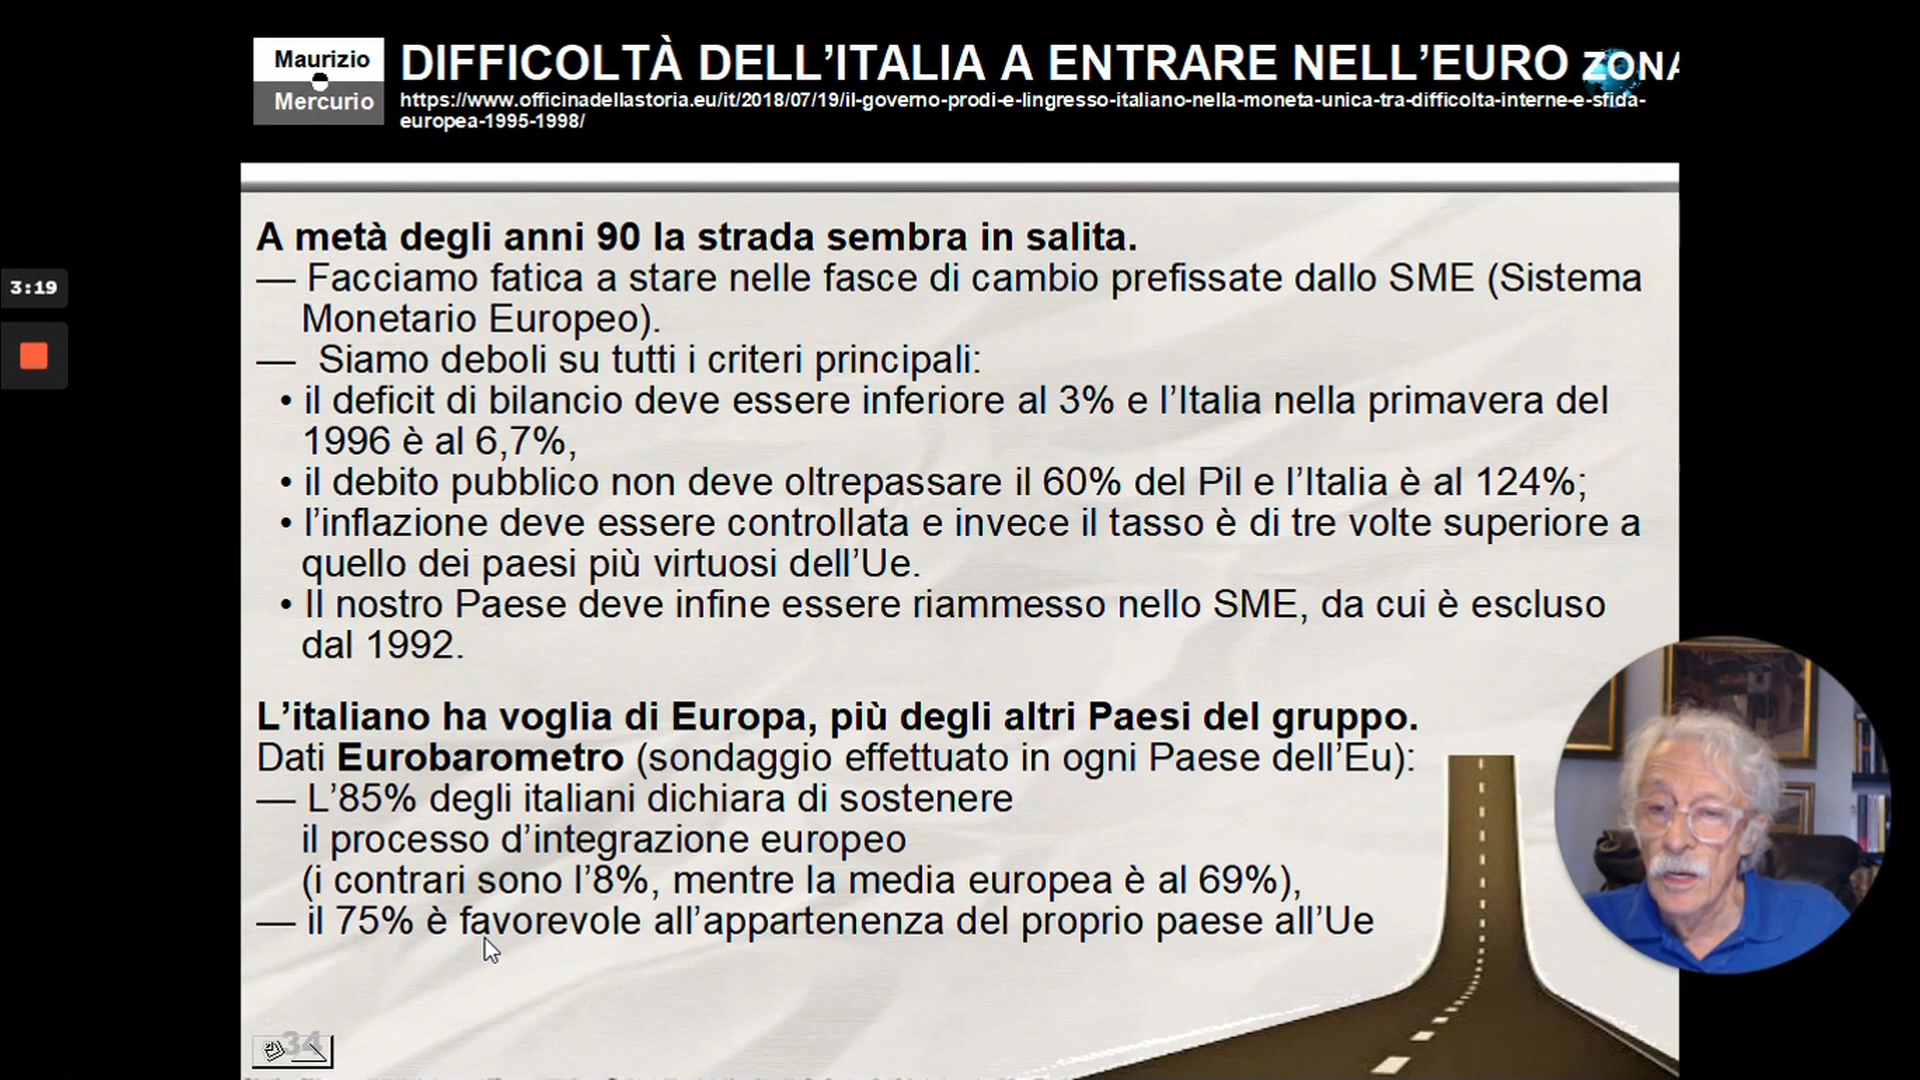 Maurizio
Mercurio
DIFFICOLTÀ DELL’ITALIA A ENTRARE NELL’EURO ZONA
https://www.officinadellastoria.eu/it/2018/07/19/il-governo-prodi-e-lingresso-italiano-nella-moneta-unica-tra-difficolta-interne-e-sfida-
europea-1995-1998/
3:19
A metà degli anni 90 la strada sembra in salita.
— Facciamo fatica a stare nelle fasce di cambio prefissate dallo SME (Sistema
Monetario Europeo).
— Siamo deboli su tutti i criteri principali:
• il deficit di bilancio deve essere inferiore al 3% e l’Italia nella primavera del
1996 è al 6,7%,
• il debito pubblico non deve oltrepassare il 60% del Pil e l’Italia è al 124%;
• l’inflazione deve essere controllata e invece il tasso è di tre volte superiore a
quello dei paesi più virtuosi dell’Ue.
• Il nostro Paese deve infine essere riammesso nello SME, da cui è escluso
dal 1992.
L’italiano ha voglia di Europa, più degli altri Paesi del gruppo.
Dati Eurobarometro (sondaggio effettuato in ogni Paese dell’Eu):
— L’85% degli italiani dichiara di sostenere
il processo d’integrazione europeo
(i contrari sono l’8%, mentre la media europea è al 69%),
— il 75% è favorevole all’appartenenza del proprio paese all’Ue
34